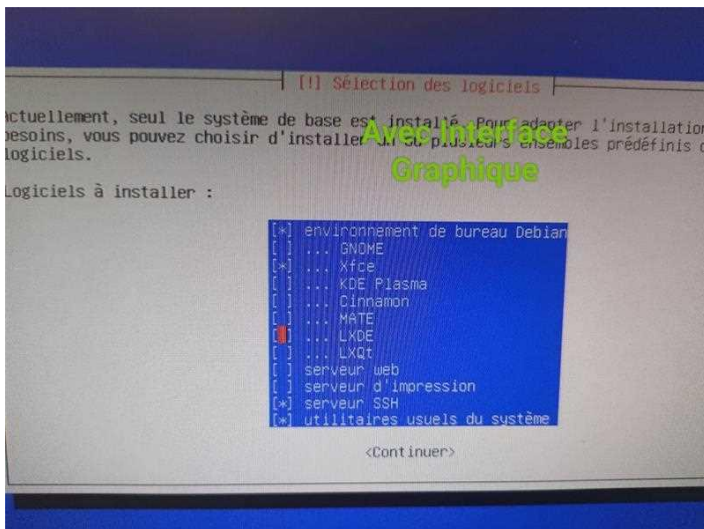 [!] Sélection des logiciels
Actuellement, seul le système de base est installé. Pour adapter l'installation
besoins, vous pouvez choisir d'installer un ou plusieurs ensembles prédéfinis d
logiciels.
Avec Interface
Graphique
Logiciels à installer :
[*] environnement de bureau Debian
[ ] ... GNOME
[*] ... Xfce
[ ] ... KDE Plasma
[ ] ... Cinnamon
[ ] ... MATE
[ ] ... LXDE
[ ] ... LXQt
[ ] serveur web
[ ] serveur d'impression
[*] serveur SSH
[*] utilitaires usuels du système
<Continuer>